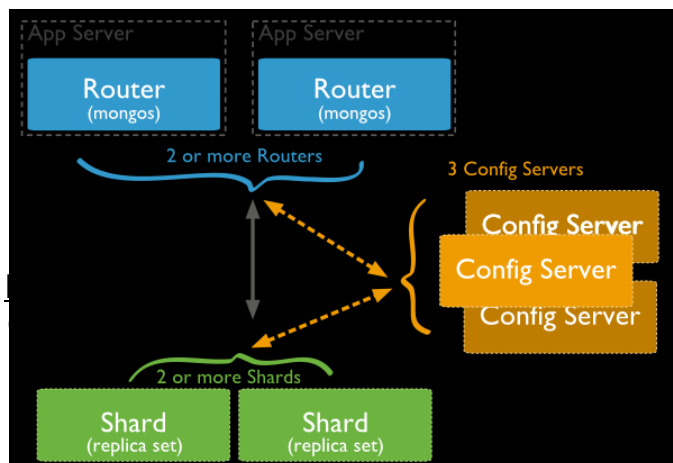 App Server
App Server
Router
(mongos)
Router
(mongos)
2 or more Routers
3 Config Servers
Config Server
Config Server
Config Server
2 or more Shards
Shard
(replica set)
Shard
(replica set)